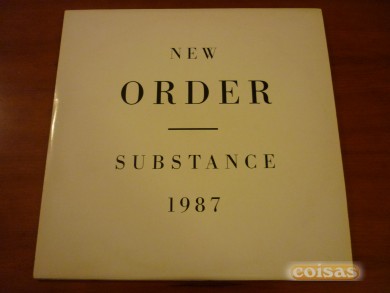 NEW
ORDER
SUBSTANCE
1987
coisas